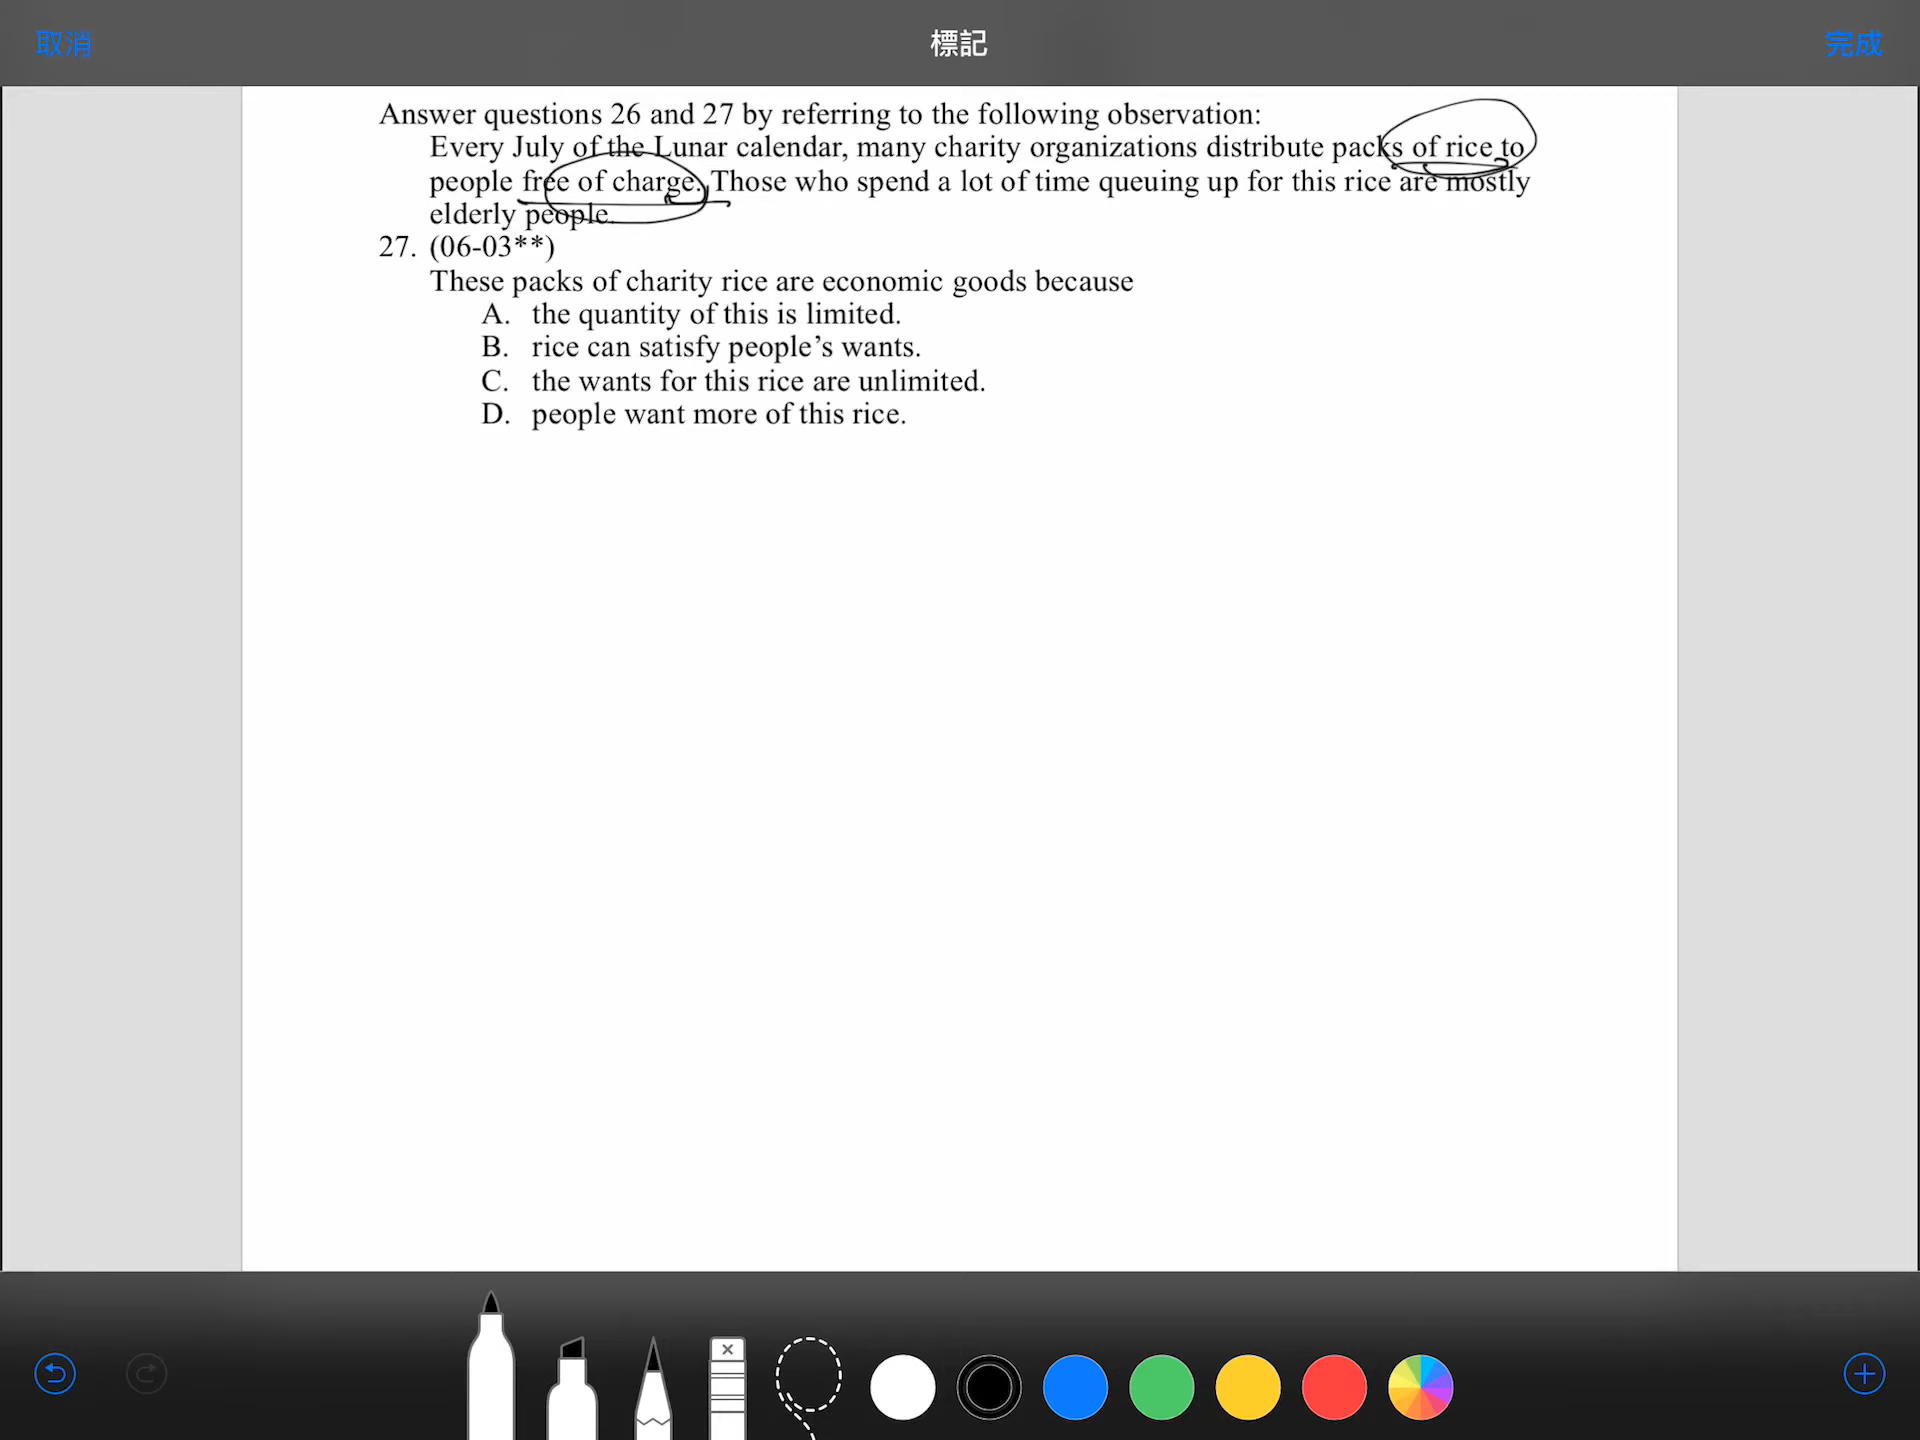 取消
標記
完成
Answer questions 26 and 27 by referring to the following observation:
Every July of the Lunar calendar, many charity organizations distribute packs of rice to
people free of charge. Those who spend a lot of time queuing up for this rice are mostly
elderly people.
27. (06-03**)
These packs of charity rice are economic goods because
A. the quantity of this is limited.
B. rice can satisfy people’s wants.
C. the wants for this rice are unlimited.
D. people want more of this rice.